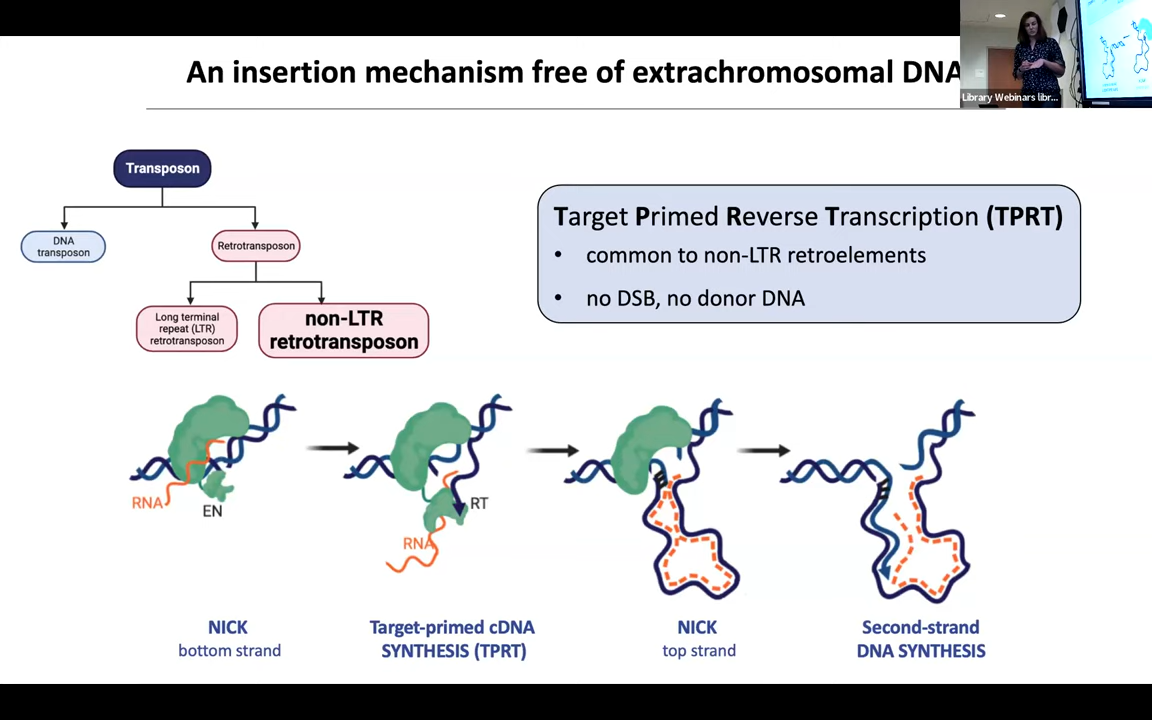 An insertion mechanism free of extrachromosomal DNA
Library Webinars libr...
Transposon
DNA
transposon
Retrotransposon
Long terminal
repeat (LTR)
retrotransposon
non-LTR
retrotransposon
Target Primed Reverse Transcription (TPRT)
• common to non-LTR retroelements
• no DSB, no donor DNA
RNA
EN
RT
RNA
NICK
bottom strand
Target-primed cDNA
SYNTHESIS (TPRT)
NICK
top strand
Second-strand
DNA SYNTHESIS